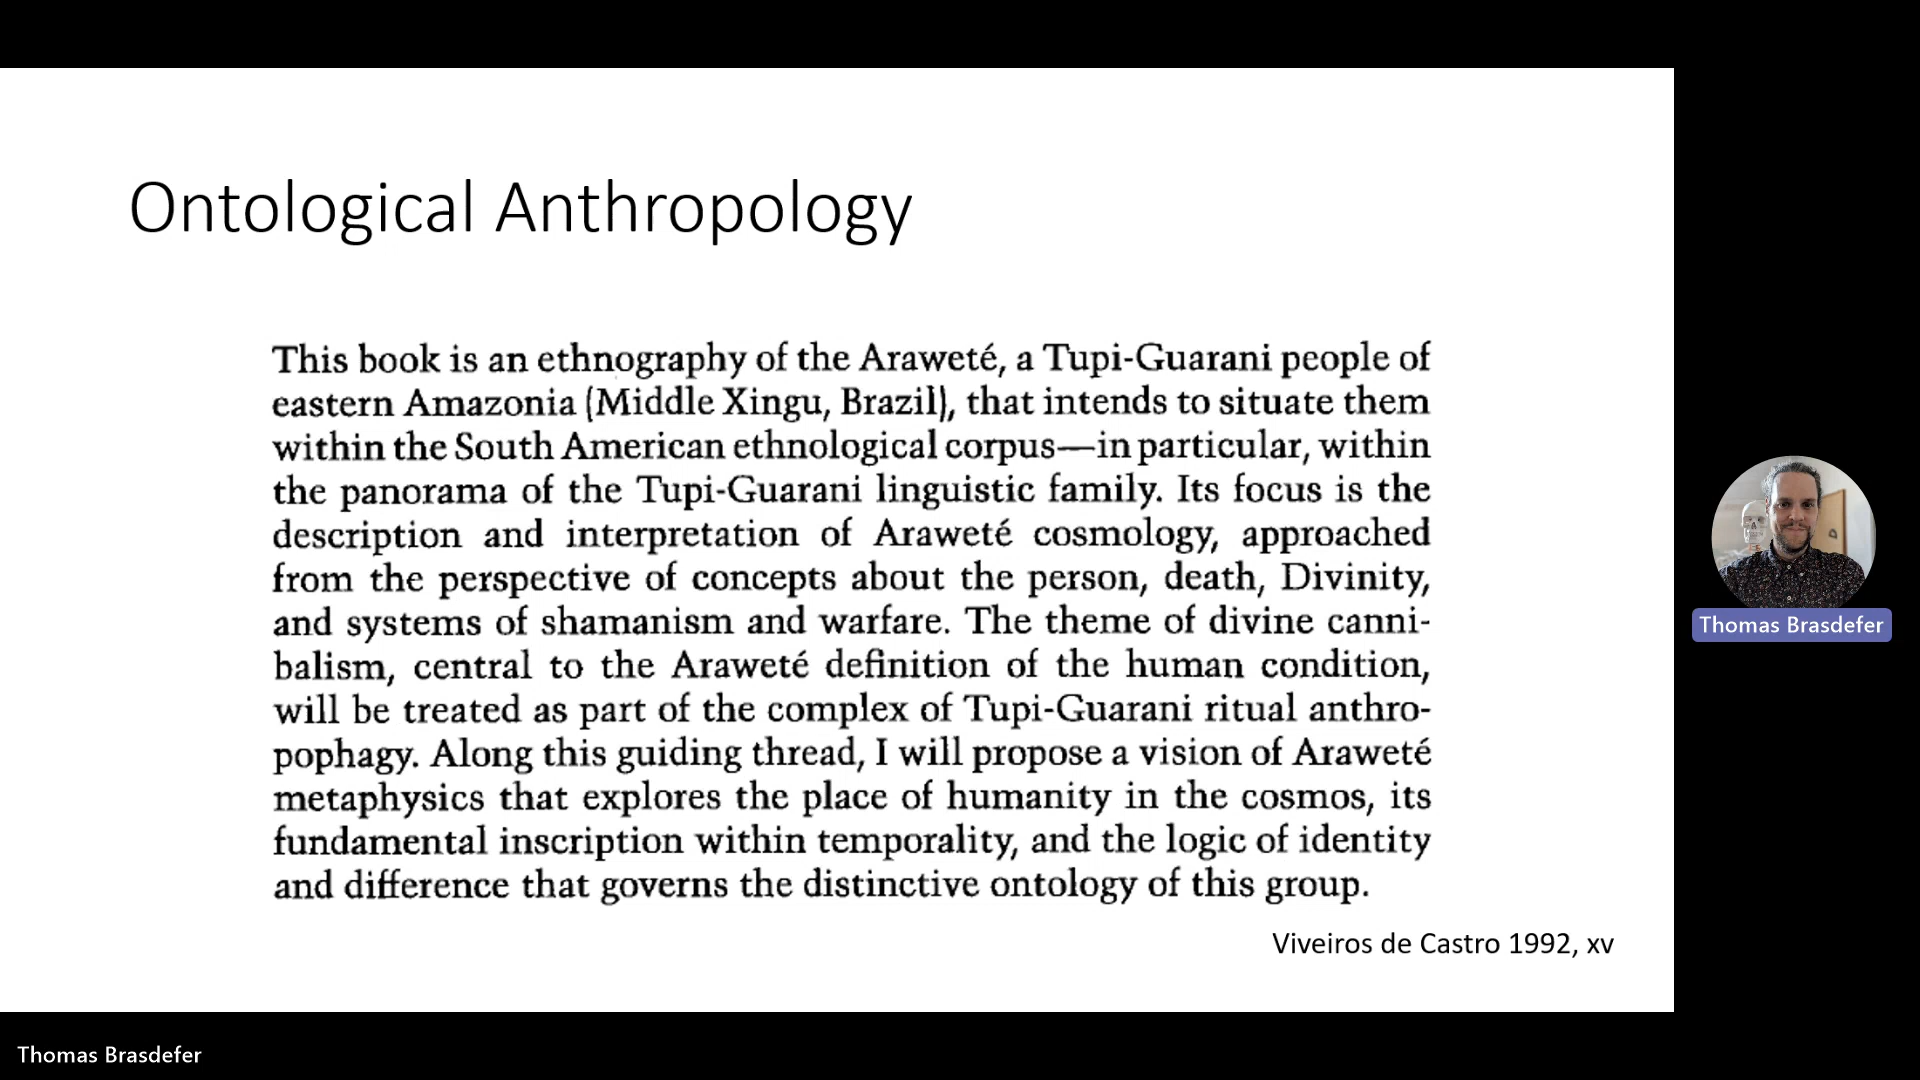 Ontological Anthropology
This book is an ethnography of the Araweté, a Tupi-Guarani people of
eastern Amazonia (Middle Xingu, Brazil), that intends to situate them
within the South American ethnological corpus—in particular, within
the panorama of the Tupi-Guarani linguistic family. Its focus is the
description and interpretation of Araweté cosmology, approached
from the perspective of concepts about the person, death, Divinity,
and systems of shamanism and warfare. The theme of divine canni-
balism, central to the Araweté definition of the human condition,
will be treated as part of the complex of Tupi-Guarani ritual anthro-
pophagy. Along this guiding thread, I will propose a vision of Araweté
metaphysics that explores the place of humanity in the cosmos, its
fundamental inscription within temporality, and the logic of identity
and difference that governs the distinctive ontology of this group.
Viveiros de Castro 1992, xv
Thomas Brasdefer
Thomas Brasdefer